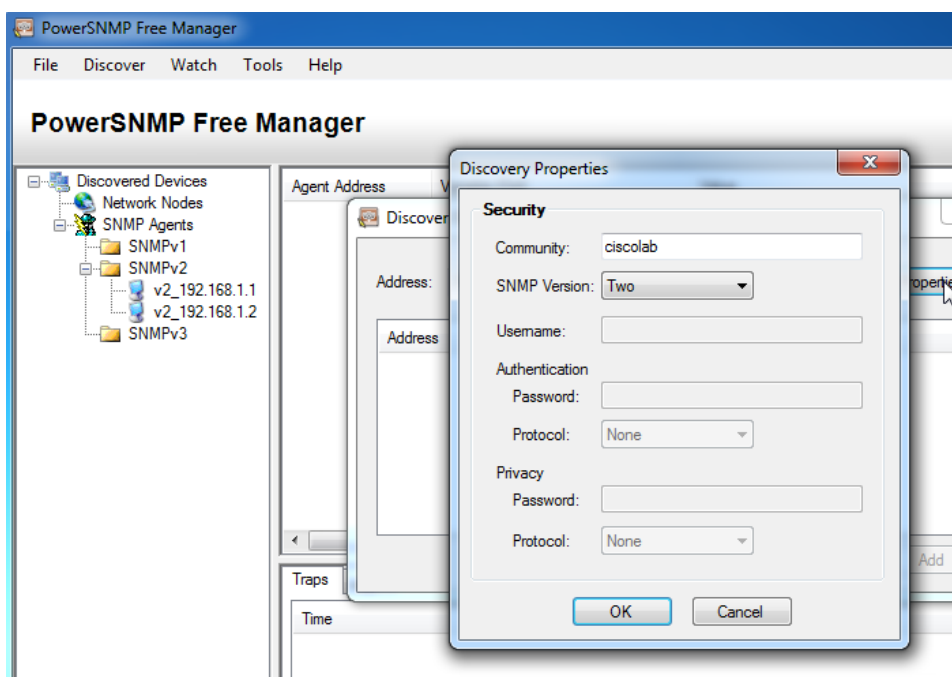 PowerSNMP Free Manager
File Discover Watch Tools Help
PowerSNMP Free Manager
Discovered Devices
Network Nodes
SNMP Agents
SNMPv1
SNMPv2
v2_192.168.1.1
v2_192.168.1.2
SNMPv3
Agent Address
Discover
Address:
Address
Add
Traps
Time
Discovery Properties
Security
Community: ciscolab
SNMP Version: Two
Username:
Authentication
Password:
Protocol: None
Privacy
Password:
Protocol: None
OK Cancel